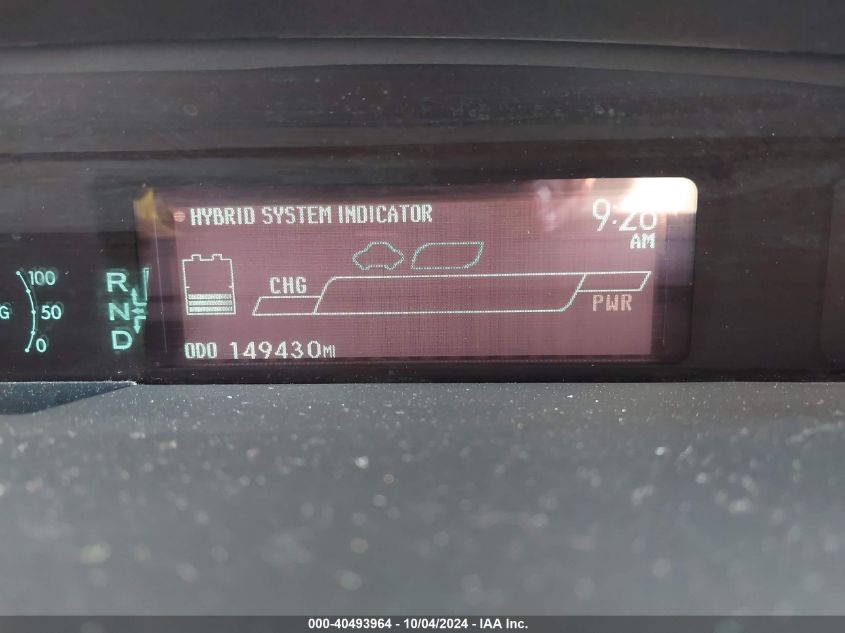 HYBRID SYSTEM INDICATOR
9:26
AM
100
G
50
0
R
N
D
CHG
PWR
ODO 149430MI
000-40493964 - 10/04/2024 - IAA Inc.